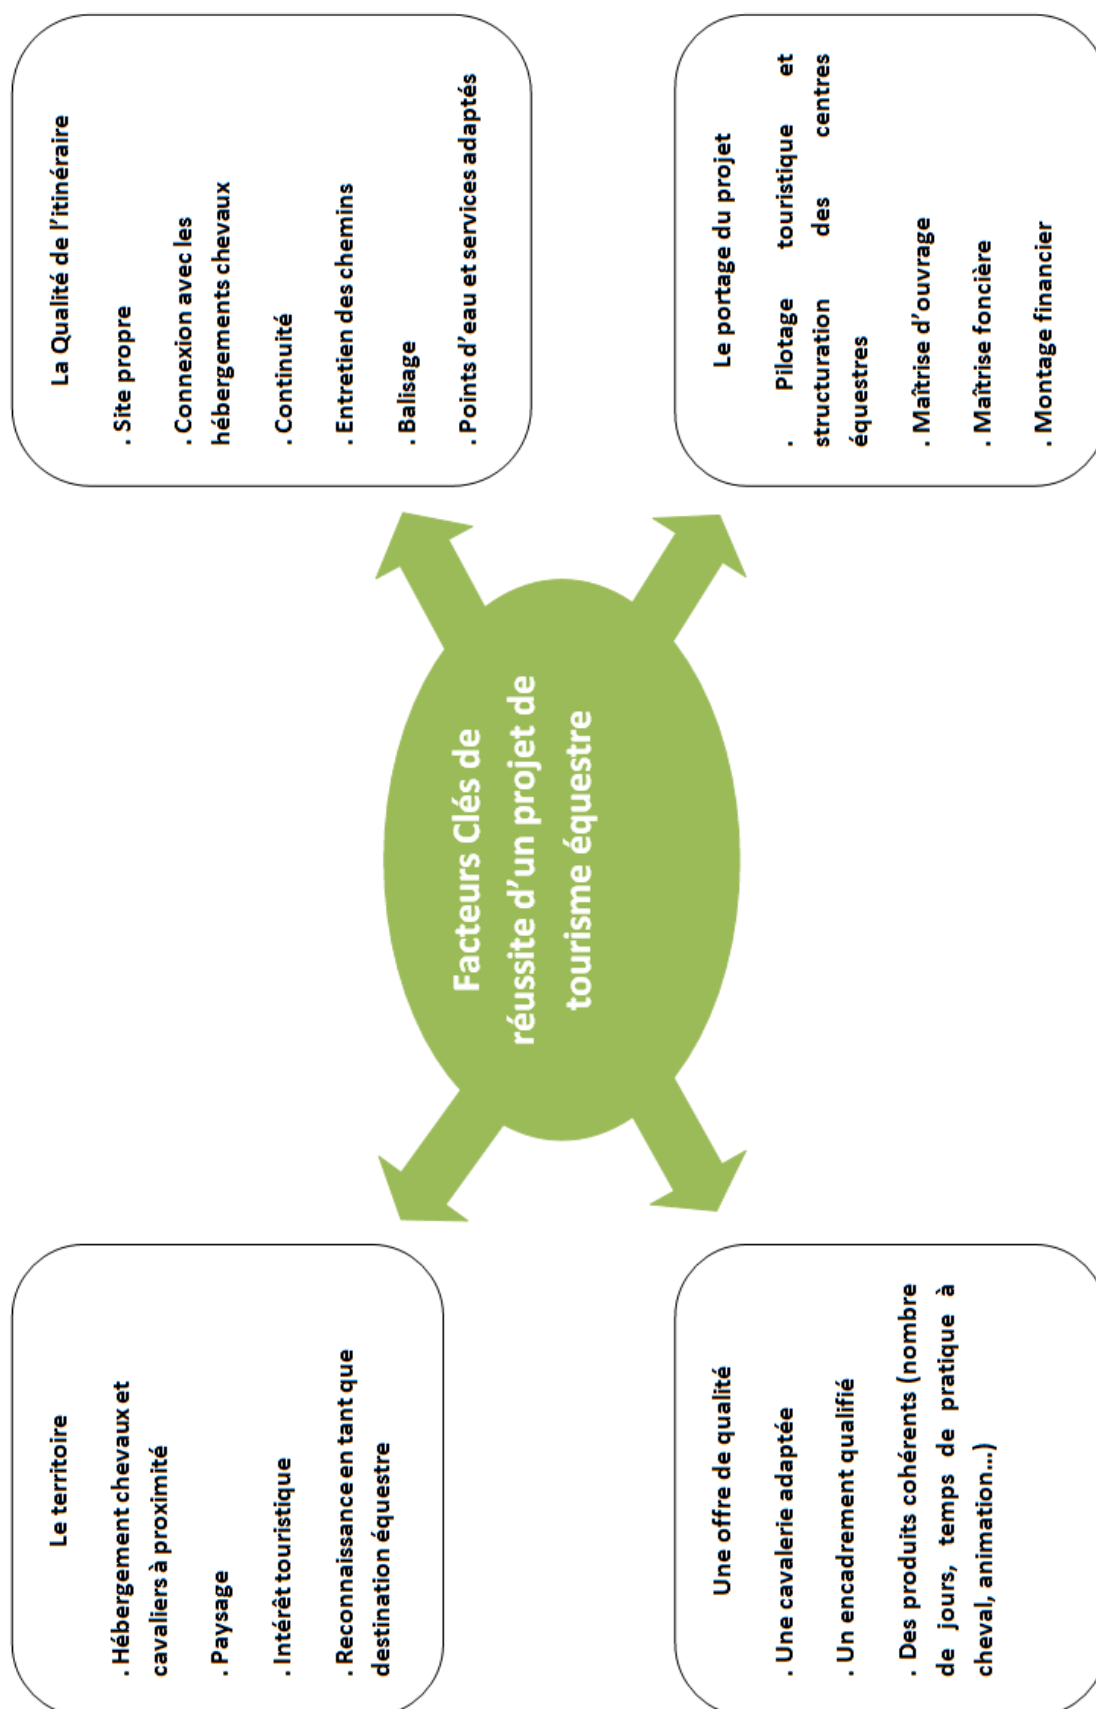 Le territoire
. Hébergement chevaux et
cavaliers à proximité
. Paysage
. Intérêt touristique
. Reconnaissance en tant que
destination équestre
La Qualité de l’itinéraire
. Site propre
. Connexion avec les
hébergements chevaux
. Continuité
. Entretien des chemins
. Balisage
. Points d’eau et services adaptés
Facteurs Clés de
réussite d’un projet de
tourisme équestre
Une offre de qualité
. Une cavalerie adaptée
. Un encadrement qualifié
. Des produits cohérents (nombre
de jours, temps de pratique à
cheval, animation...)
Le portage du projet
. Pilotage touristique et
structuration des centres
équestres
. Maîtrise d’ouvrage
. Maîtrise foncière
. Montage financier